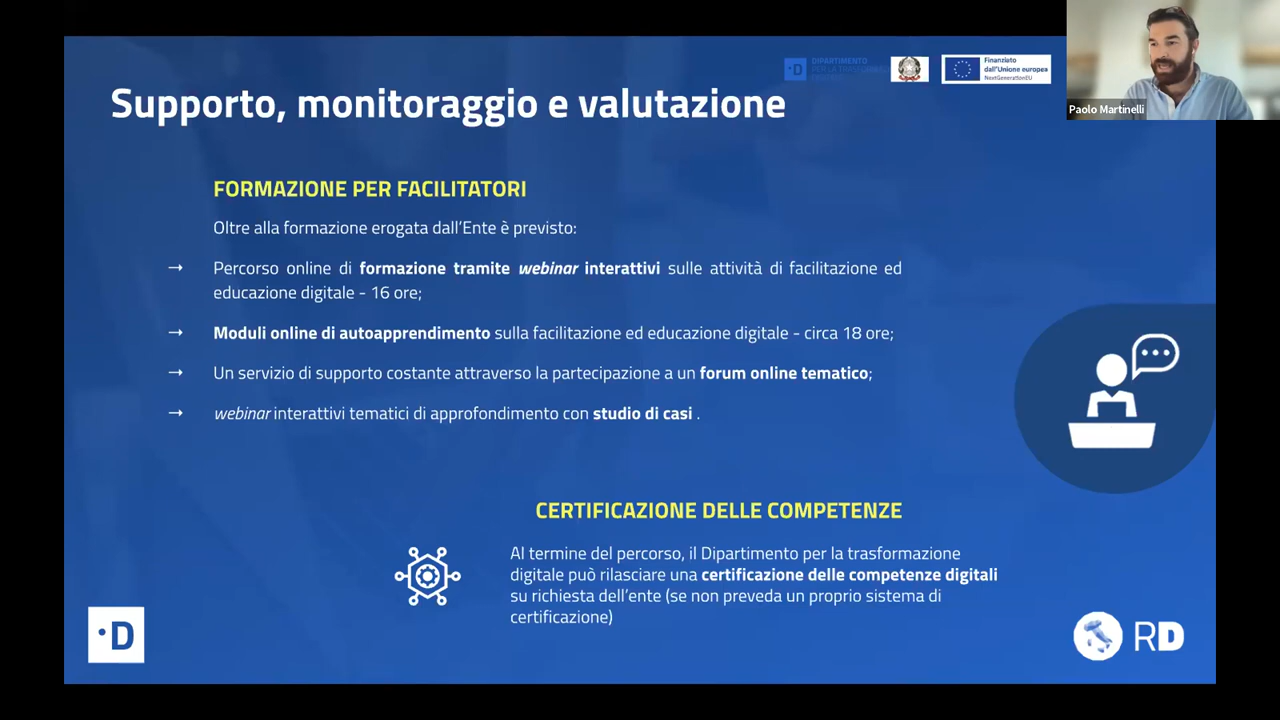 DIPARTIMENTO
Finanziato
dall'Unione europea
NextGenerationEU
Paolo Martinelli
Supporto, monitoraggio e valutazione
FORMAZIONE PER FACILITATORI
Oltre alla formazione erogata dall'Ente è previsto:
→ Percorso online di formazione tramite webinar interattivi sulle attività di facilitazione ed
educazione digitale - 16 ore;
→ Moduli online di autoapprendimento sulla facilitazione ed educazione digitale - circa 18 ore;
→ Un servizio di supporto costante attraverso la partecipazione a un forum online tematico;
→ webinar interattivi tematici di approfondimento con studio di casi .
CERTIFICAZIONE DELLE COMPETENZE
Al termine del percorso, il Dipartimento per la trasformazione
digitale può rilasciare una certificazione delle competenze digitali
su richiesta dell'ente (se non preveda un proprio sistema di
certificazione)
D
RD